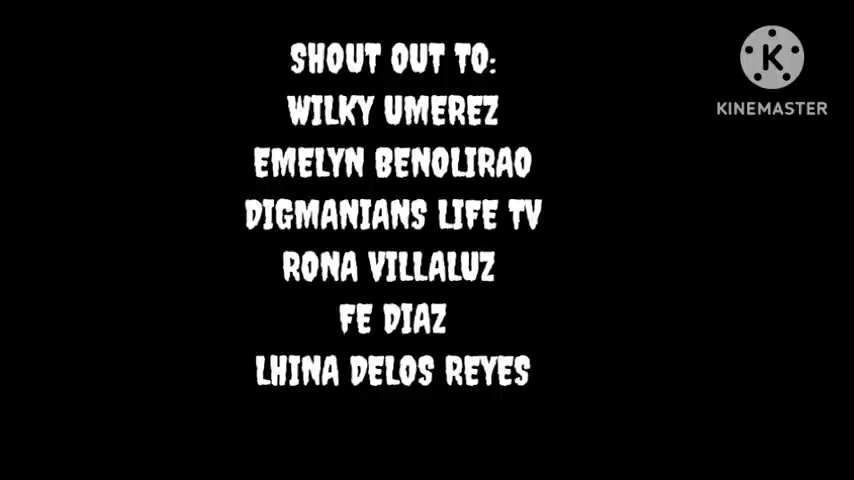 SHOUT OUT TO:
WILKY UMEREZ
EMELYN BENOLIRAO
DIGMANIANS LIFE TV
RONA VILLALUZ
FE DIAZ
LHINA DELOS REYES
K
KINEMASTER